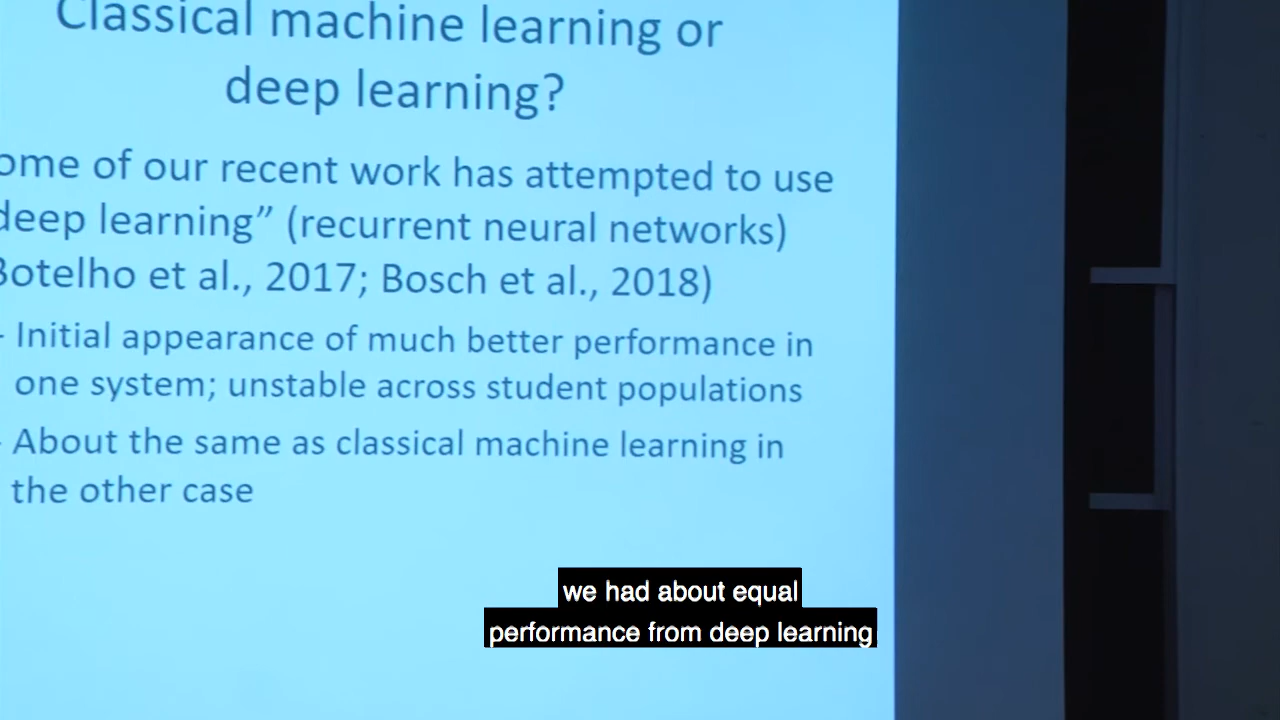 Classical machine learning or
deep learning?
ome of our recent work has attempted to use
deep learning” (recurrent neural networks)
Botelho et al., 2017; Bosch et al., 2018)
- Initial appearance of much better performance in
one system; unstable across student populations
- About the same as classical machine learning in
the other case
we had about equal
performance from deep learning